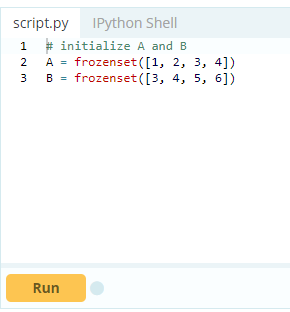 script.py IPython Shell
1 # initialize A and B
2 A = frozenset([1, 2, 3, 4])
3 B = frozenset([3, 4, 5, 6])
Run